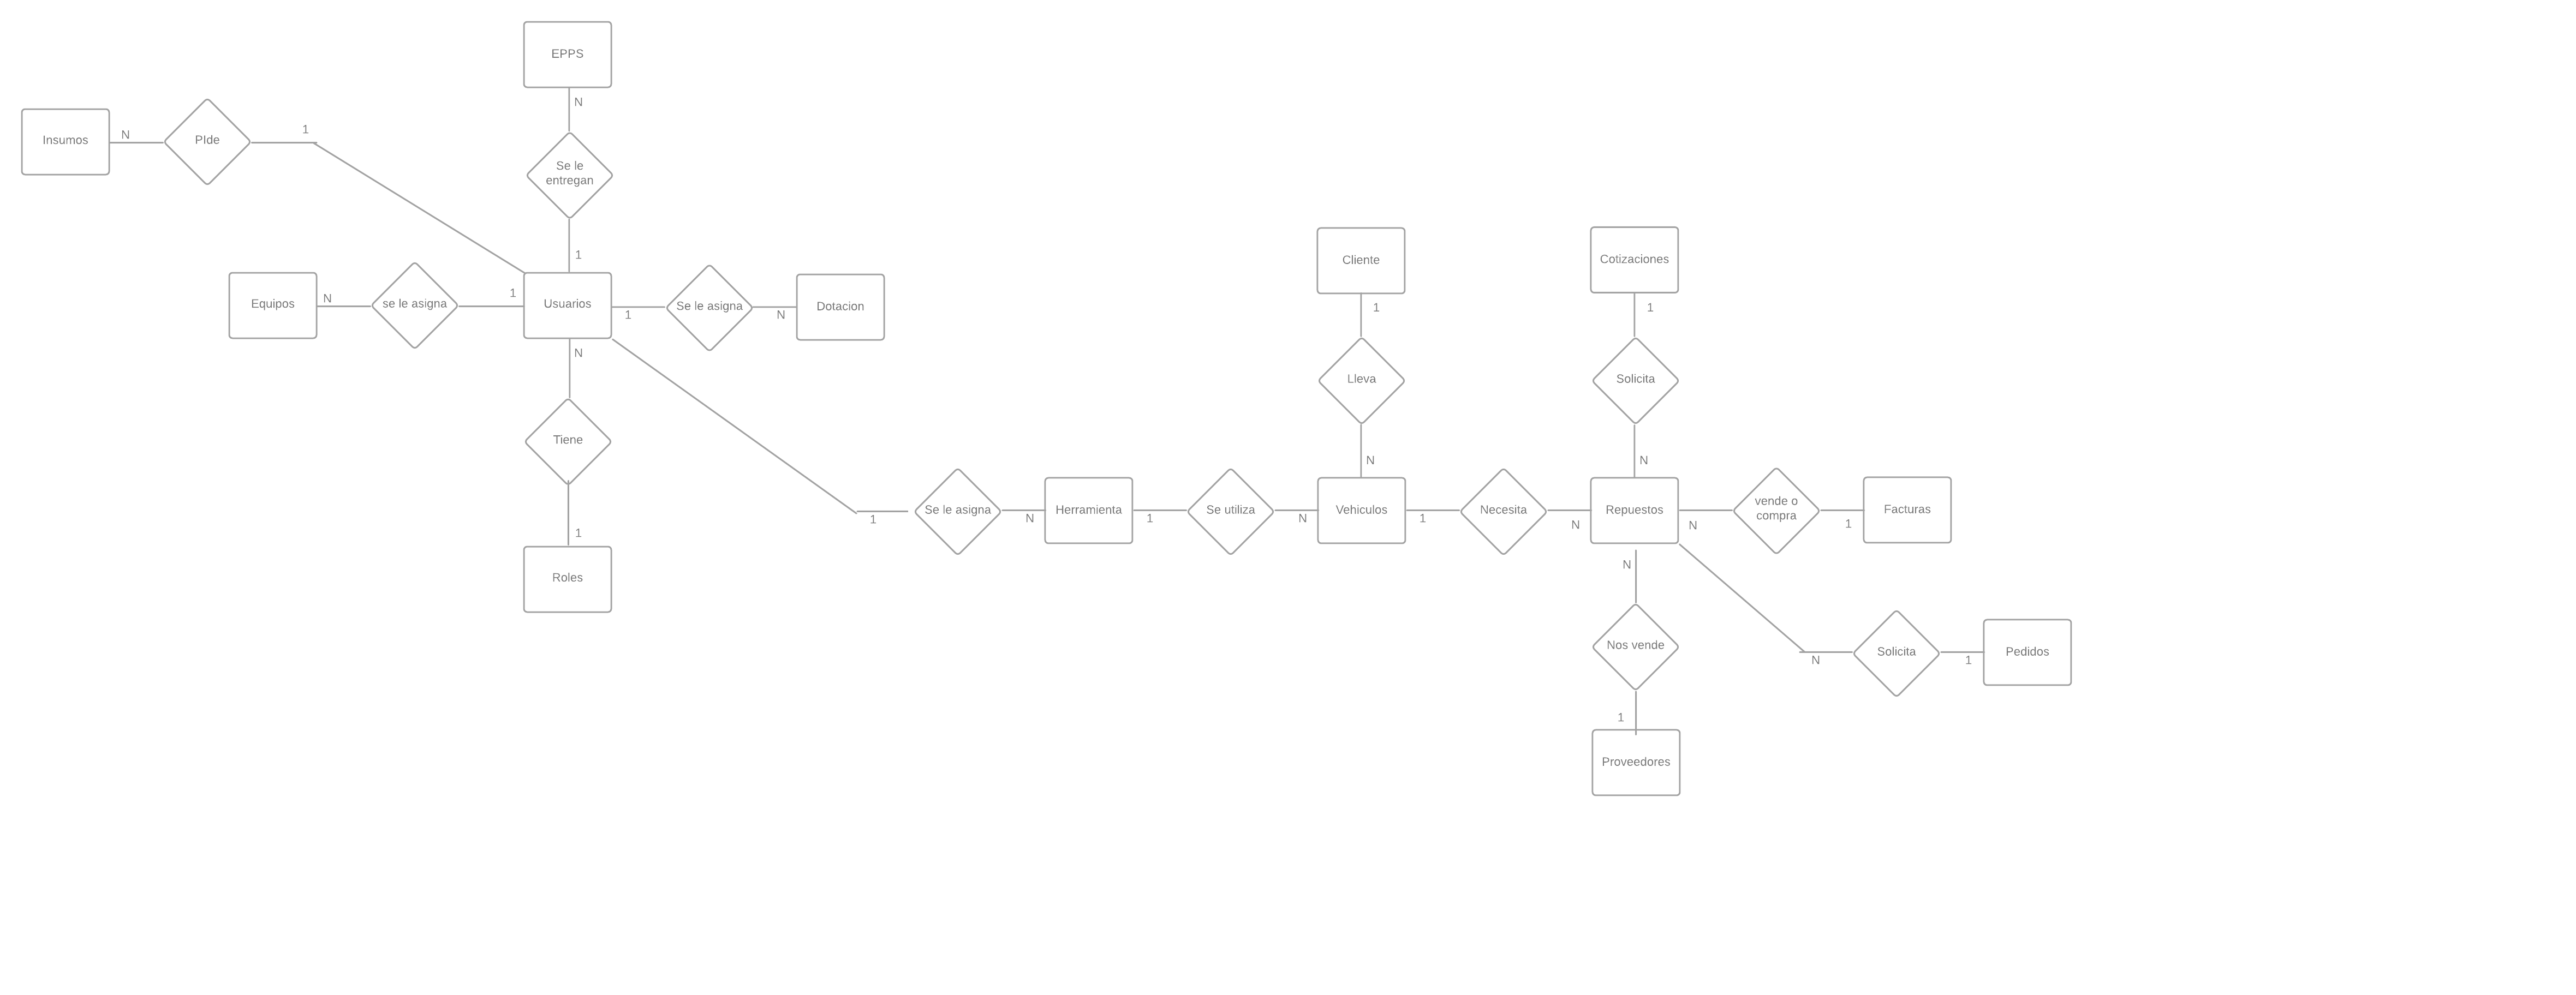 EPPS
N
Insumos
N
PIde
1
Se le
entregan
1
Equipos
N
se le asigna
1
Usuarios
1
Se le asigna
N
Dotacion
N
Tiene
1
Roles
1
Se le asigna
N
Herramienta
1
Se utiliza
N
Cliente
1
Lleva
N
Vehiculos
1
Necesita
N
Cotizaciones
1
Solicita
N
Repuestos
N
vende o
compra
1
Facturas
N
Nos vende
1
Proveedores
N
Solicita
1
Pedidos